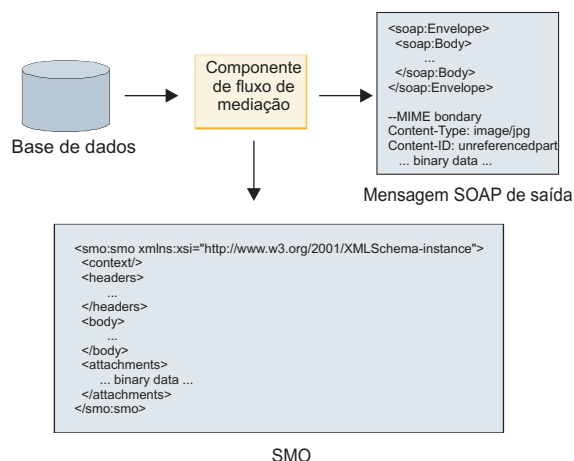 Base de dados
Componente
de fluxo de
mediação
<soap:Envelope>
<soap:Body>
...
</soap:Body>
</soap:Envelope>
--MIME bondary
Content-Type: image/jpg
Content-ID: unreferencedpart
... binary data ...
Mensagem SOAP de saída
<smo:smo xmlns:xsi="http://www.w3.org/2001/XMLSchema-instance">
<context/>
<headers>
...
</headers>
<body>
...
</body>
<attachments>
... binary data ...
</attachments>
</smo:smo>
SMO